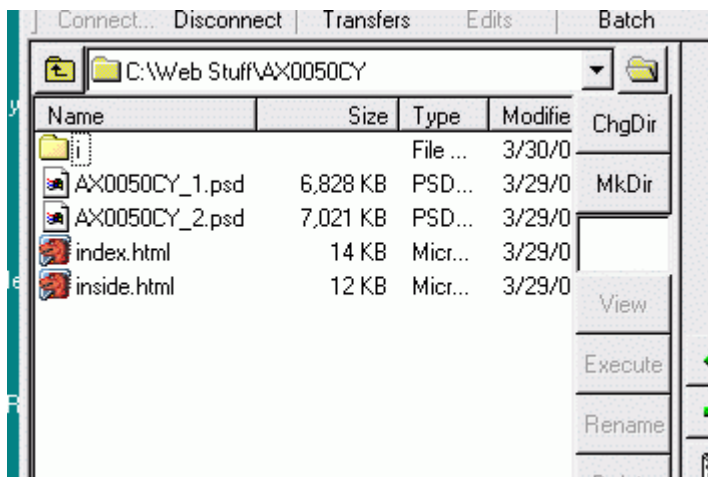 Connect... Disconnect Transfers Edits Batch
C:\Web Stuff\AX0050CY
Name Size Type Modifie ChgDir
i File ... 3/30/0
AX0050CY_1.psd 6,828 KB PSD... 3/29/0 MkDir
AX0050CY_2.psd 7,021 KB PSD... 3/29/0
index.html 14 KB Micr... 3/29/0
inside.html 12 KB Micr... 3/29/0
View
Execute
Rename